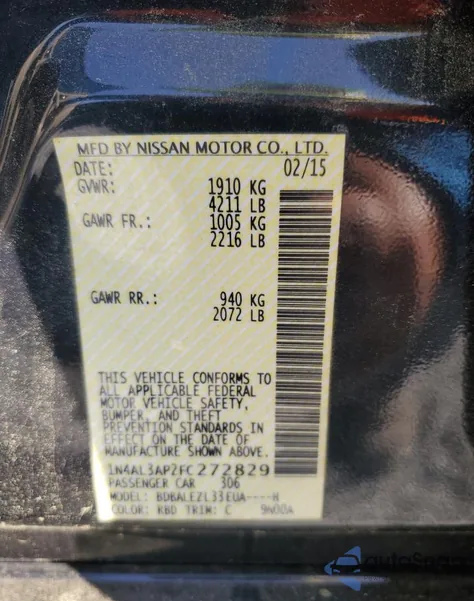 MFD BY NISSAN MOTOR CO., LTD.
DATE: 02/15
GVWR: 1910 KG
4211 LB
GAWR FR.: 1005 KG
2216 LB
GAWR RR.: 940 KG
2072 LB
THIS VEHICLE CONFORMS TO
ALL APPLICABLE FEDERAL
MOTOR VEHICLE SAFETY,
BUMPER, AND THEFT
PREVENTION STANDARDS IN
EFFECT ON THE DATE OF
MANUFACTURE SHOWN ABOVE.
1N4AL3AP2FC272829
PASSENGER CAR 306
MODEL: BDBALEZL33EUA----H
COLOR: KBD TRIM: C